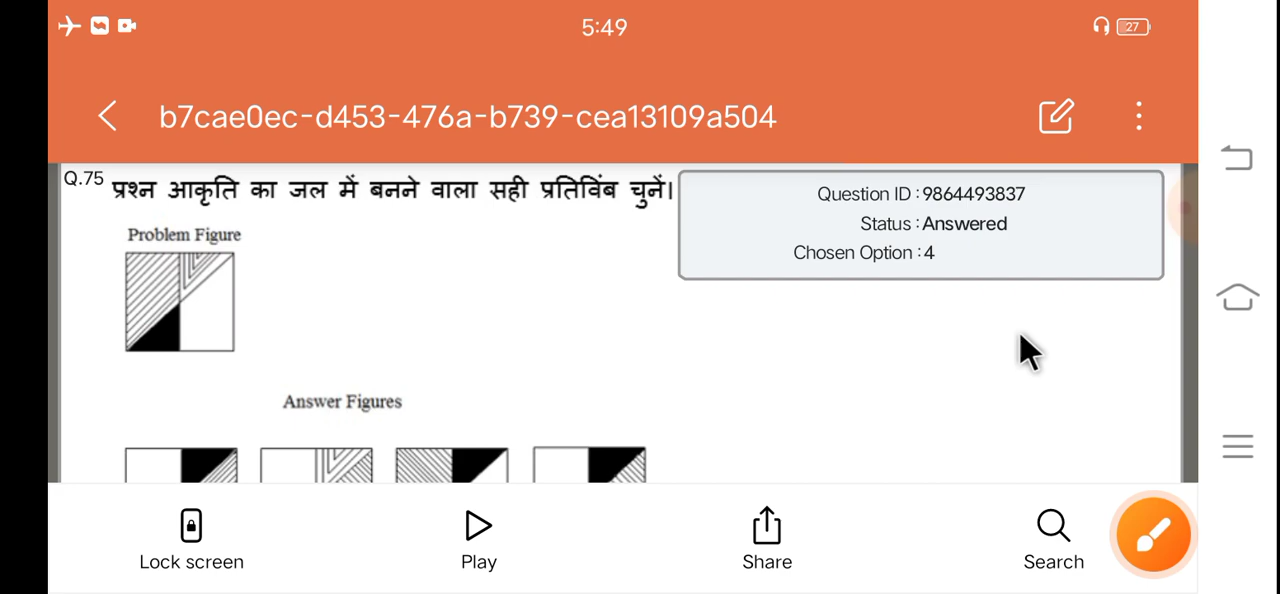 5:49
27
b7cae0ec-d453-476a-b739-cea13109a504
Q.75 प्रश्न आकृति का जल में बनने वाला सही प्रतिविंब चुनें।
Question ID : 9864493837
Status : Answered
Chosen Option : 4
Problem Figure
Answer Figures
Lock screen
Play
Share
Search